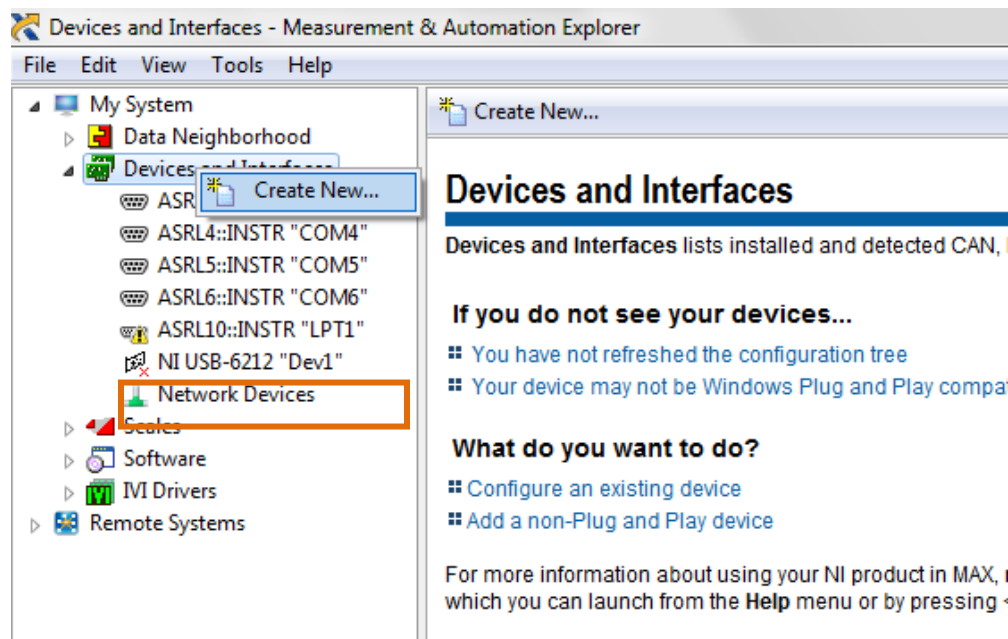 Devices and Interfaces - Measurement & Automation Explorer
File Edit View Tools Help
My System
Data Neighborhood
Devices and Interfaces
Create New...
ASR
ASRL4::INSTR "COM4"
ASRL5::INSTR "COM5"
ASRL6::INSTR "COM6"
ASRL10::INSTR "LPT1"
NI USB-6212 "Dev1"
Network Devices
Scales
Software
IVI Drivers
Remote Systems
Create New...
Devices and Interfaces
Devices and Interfaces lists installed and detected CAN,
If you do not see your devices...
You have not refreshed the configuration tree
Your device may not be Windows Plug and Play compat
What do you want to do?
Configure an existing device
Add a non-Plug and Play device
For more information about using your NI product in MAX,
which you can launch from the Help menu or by pressing <